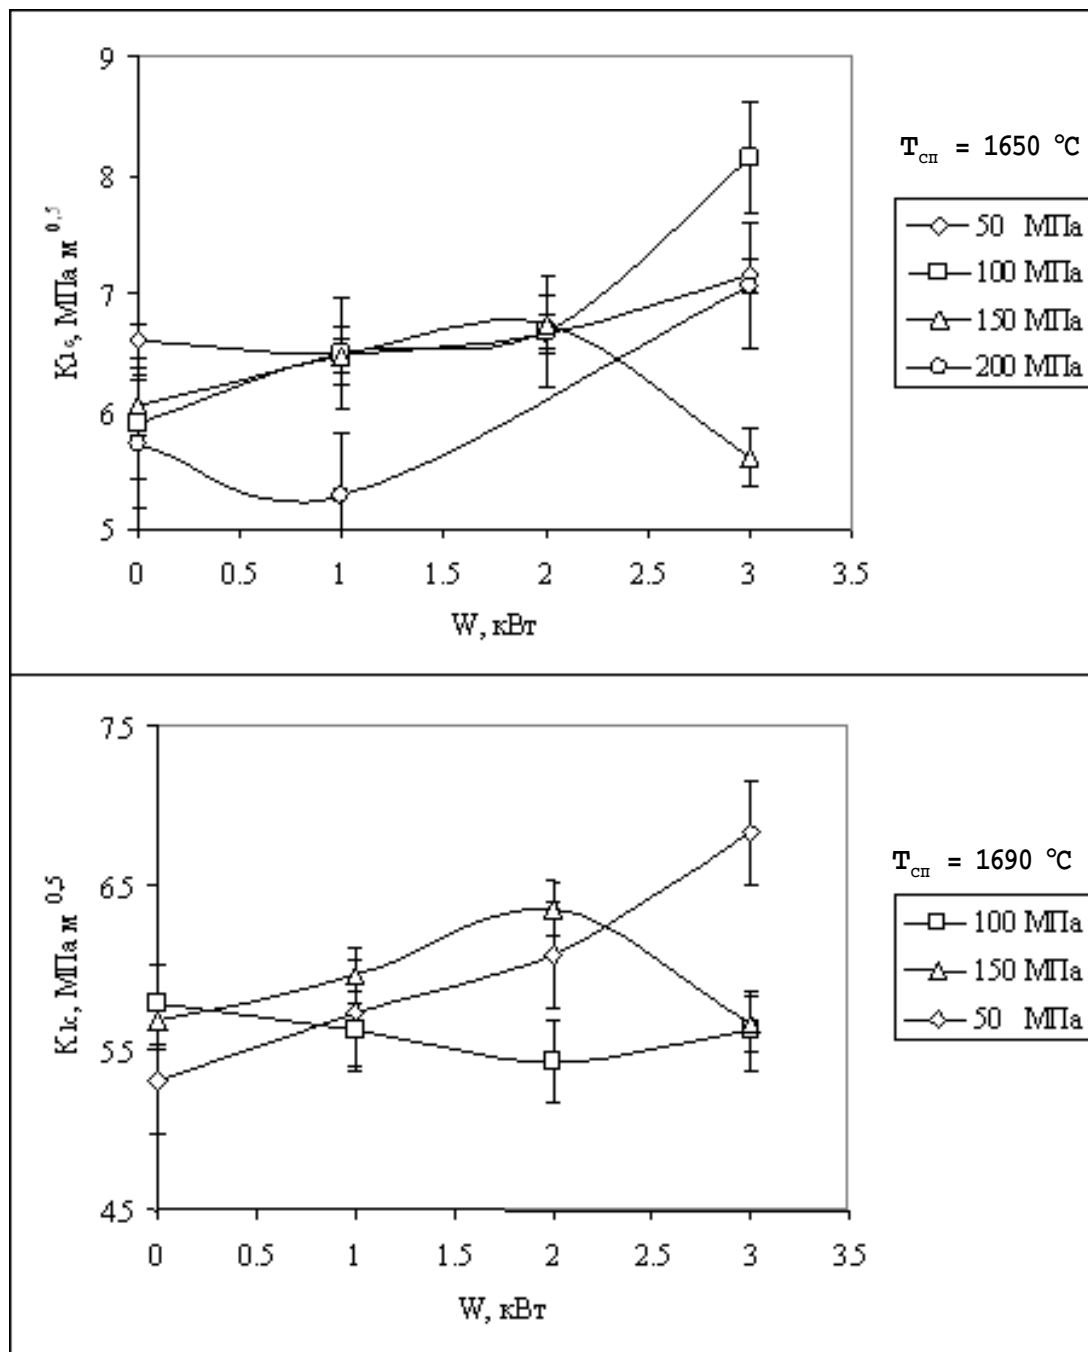 9
8
7
6
5
K1c, МПа м^0.5
0 0.5 1 1.5 2 2.5 3 3.5
W, кВт
Tсп = 1650 °C
50 МПа
100 МПа
150 МПа
200 МПа
7.5
6.5
5.5
4.5
K1c, МПа м^0.5
0 0.5 1 1.5 2 2.5 3 3.5
W, кВт
Tсп = 1690 °C
100 МПа
150 МПа
50 МПа